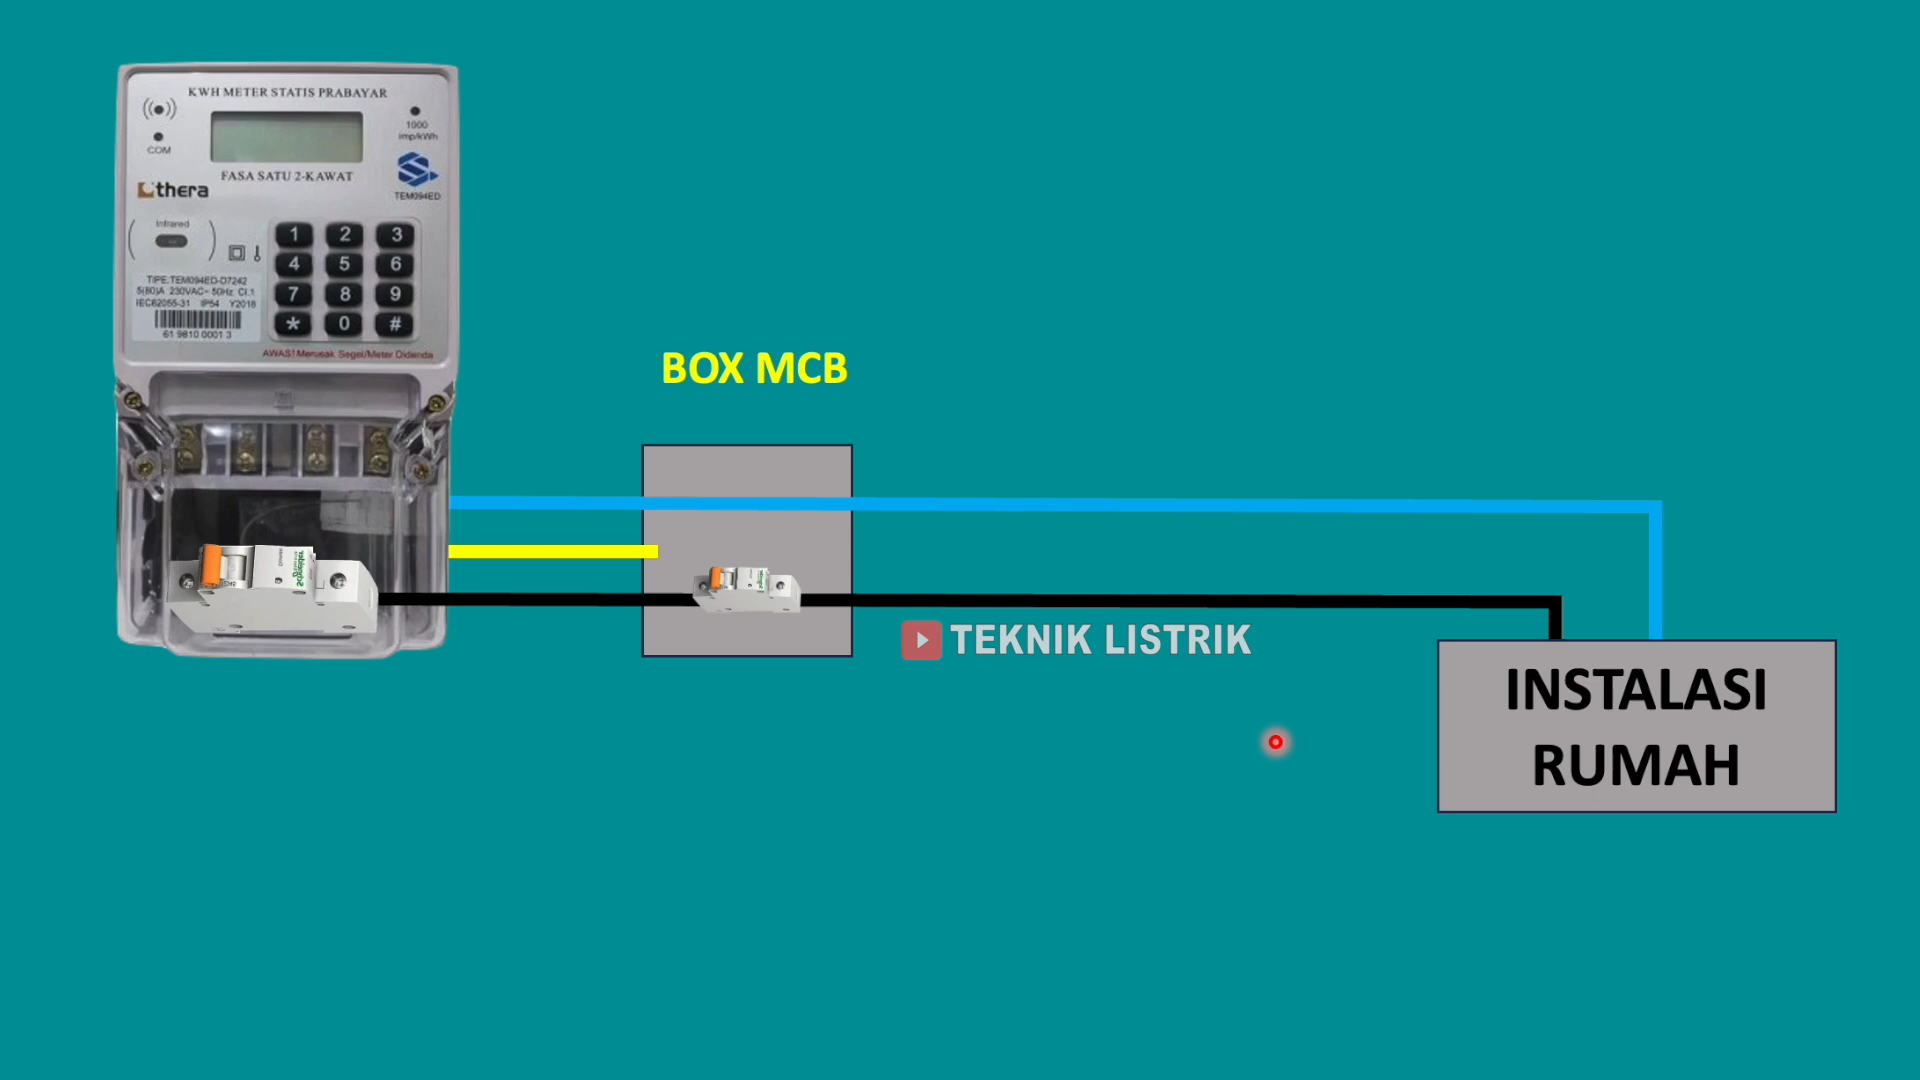 KWH METER STATIS PRABAYAR
COM
1000
imp/kWh
FASA SATU 2-KAWAT
thera
TEM094ED
Infrared
1 2 3
4 5 6
7 8 9
* 0 #
TIPE:TEM094ED-D7242
5(80)A 230VAC~ 50Hz Cl.1
IEC62055-31 IP54 Y2018
61 9810 0001 3
AWAS! Merusak Segel/Meter Didenda
BOX MCB
Schneider
TEKNIK LISTRIK
INSTALASI
RUMAH